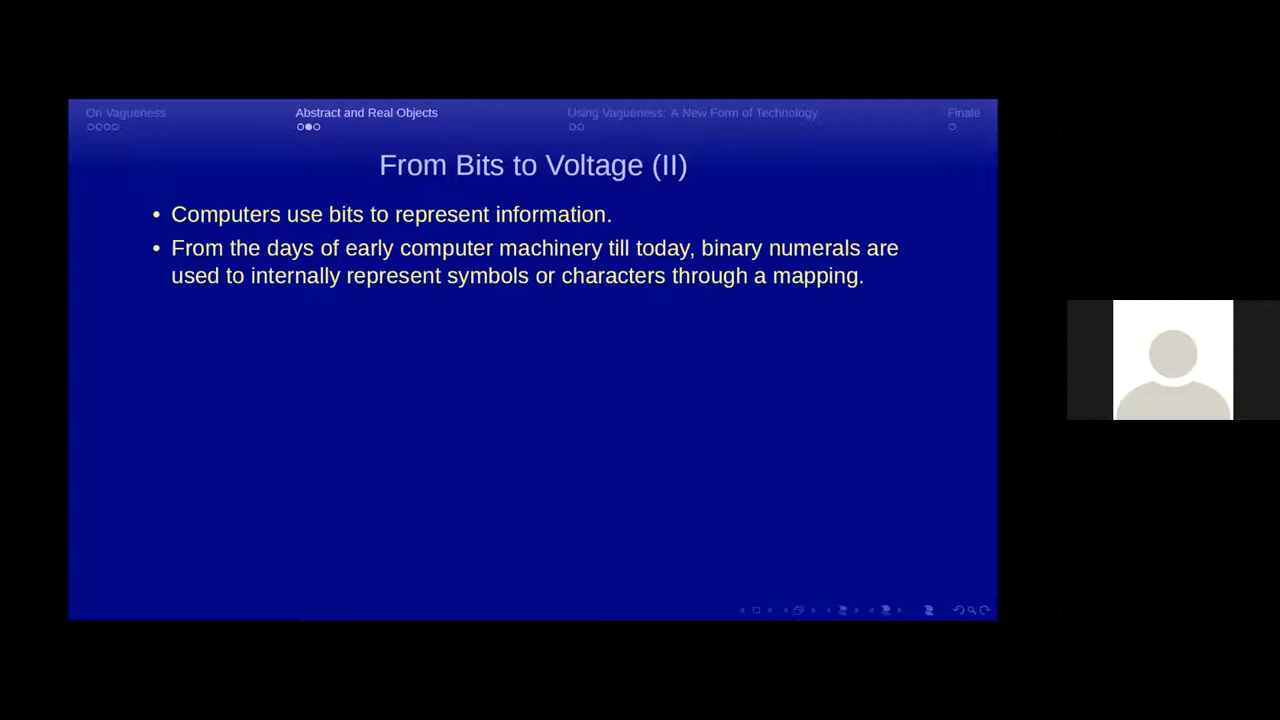 On Vagueness
Abstract and Real Objects
Using Vagueness: A New Form of Technology
Finale
From Bits to Voltage (II)
• Computers use bits to represent information.
• From the days of early computer machinery till today, binary numerals are
used to internally represent symbols or characters through a mapping.